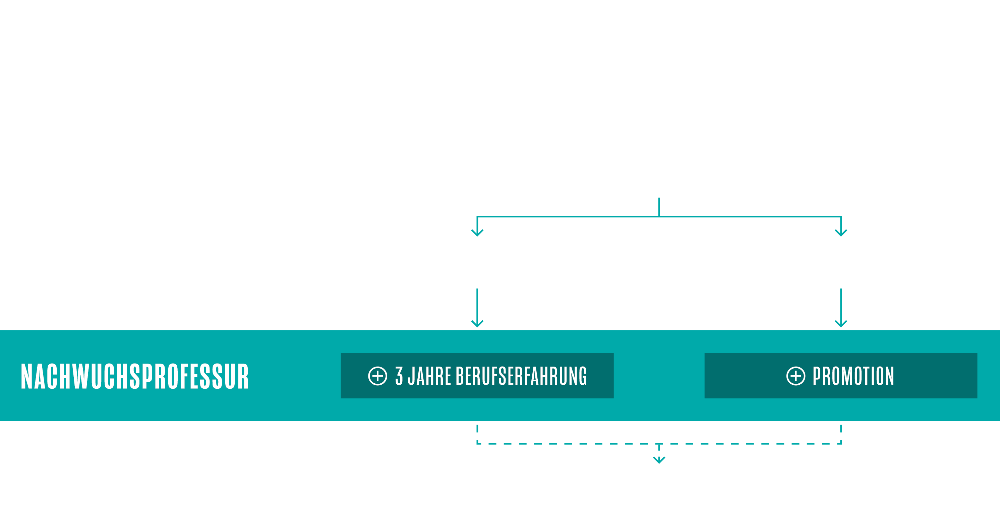 NACHWUCHSPROFESSUR
3 JAHRE BERUFSERFAHRUNG
PROMOTION